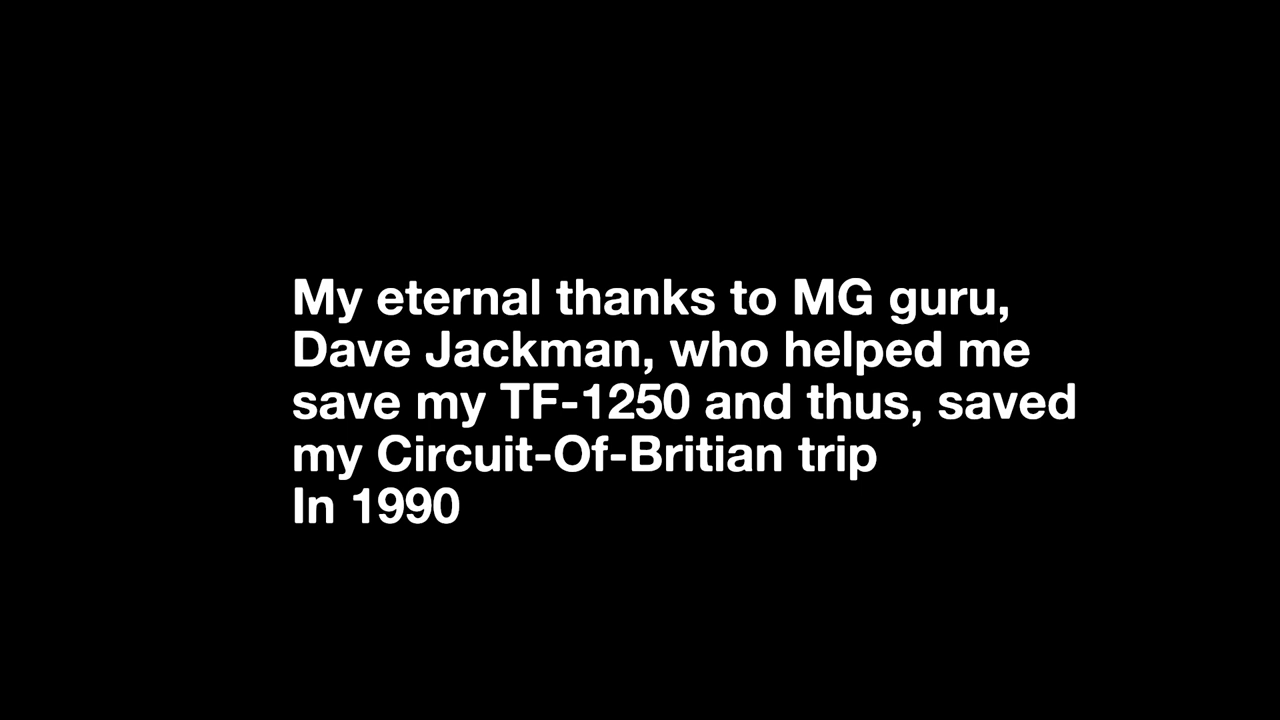 My eternal thanks to MG guru,
Dave Jackman, who helped me
save my TF-1250 and thus, saved
my Circuit-Of-Britian trip
In 1990